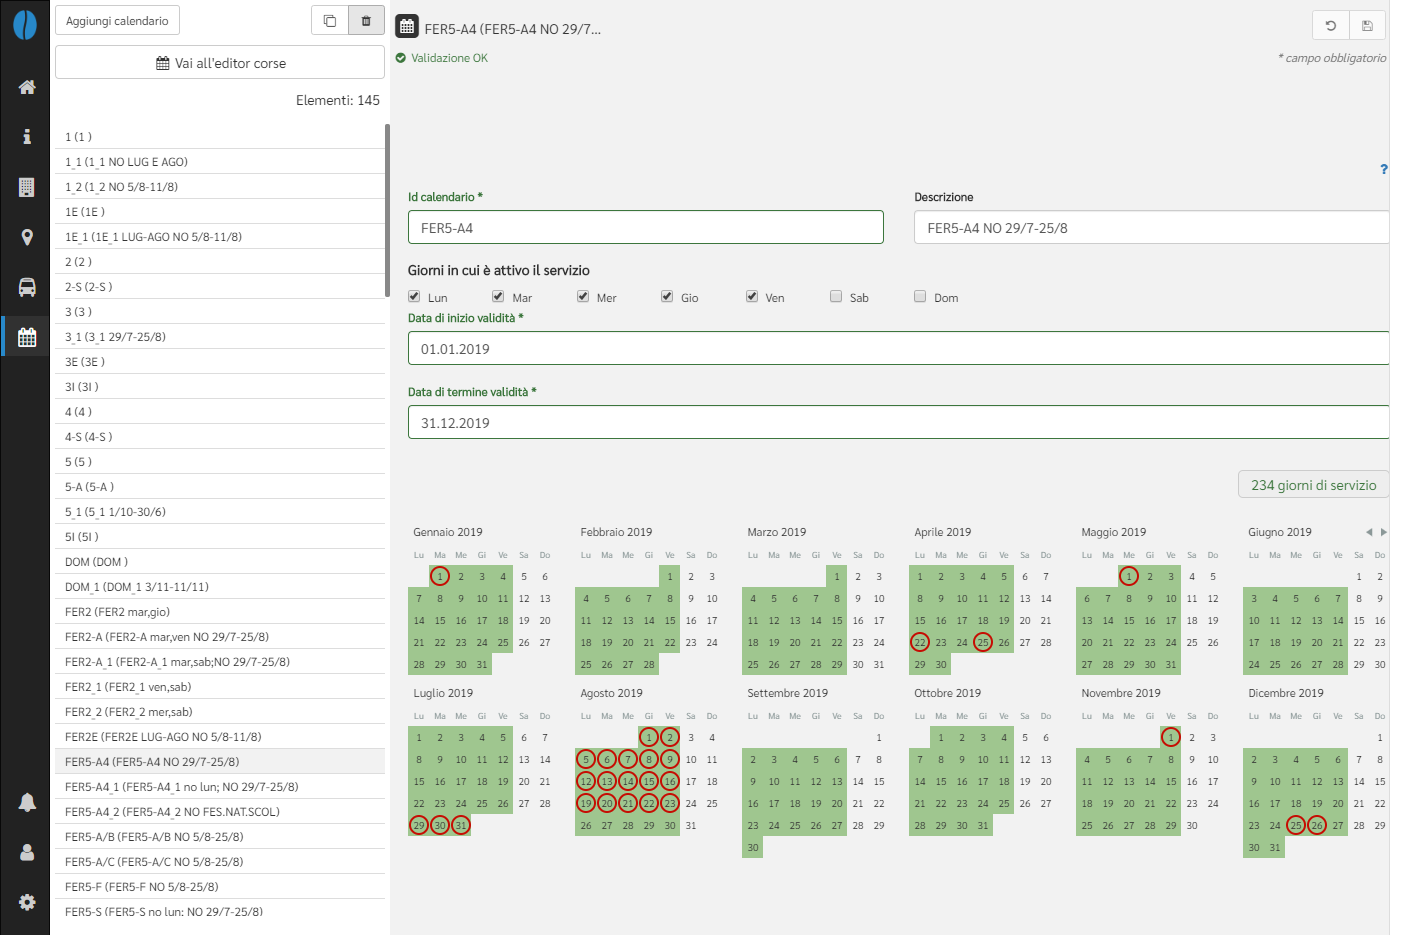 Aggiungi calendario
Vai all'editor corse
Elementi: 145
1 (1 )
1_1 (1_1 NO LUG E AGO)
1_2 (1_2 NO 5/8-11/8)
1E (1E )
1E_1 (1E_1 LUG-AGO NO 5/8-11/8)
2 (2 )
2-S (2-S )
3 (3 )
3_1 (3_1 29/7-25/8)
3E (3E )
3I (3I )
4 (4 )
4-S (4-S )
5 (5 )
5-A (5-A )
5_1 (5_1 1/10-30/6)
5I (5I )
DOM (DOM )
DOM_1 (DOM_1 3/11-11/11)
FER2 (FER2 mar,gio)
FER2-A (FER2-A mar,ven NO 29/7-25/8)
FER2-A_1 (FER2-A_1 mar,sab;NO 29/7-25/8)
FER2_1 (FER2_1 ven,sab)
FER2_2 (FER2_2 mer,sab)
FER2E (FER2E LUG-AGO NO 5/8-11/8)
FER5-A4 (FER5-A4 NO 29/7-25/8)
FER5-A4_1 (FER5-A4_1 no lun; NO 29/7-25/8)
FER5-A4_2 (FER5-A4_2 NO FES.NAT.SCOL)
FER5-A/B (FER5-A/B NO 5/8-25/8)
FER5-A/C (FER5-A/C NO 5/8-25/8)
FER5-F (FER5-F NO 5/8-25/8)
FER5-S (FER5-S no lun; NO 29/7-25/8)
FER5-A4 (FER5-A4 NO 29/7...
Validazione OK
* campo obbligatorio
?
Id calendario *
FER5-A4
Descrizione
FER5-A4 NO 29/7-25/8
Giorni in cui è attivo il servizio
Lun Mar Mer Gio Ven Sab Dom
Data di inizio validità *
01.01.2019
Data di termine validità *
31.12.2019
234 giorni di servizio
Gennaio 2019
Lu Ma Me Gi Ve Sa Do
1 2 3 4 5 6
7 8 9 10 11 12 13
14 15 16 17 18 19 20
21 22 23 24 25 26 27
28 29 30 31
Febbraio 2019
Lu Ma Me Gi Ve Sa Do
1 2 3
4 5 6 7 8 9 10
11 12 13 14 15 16 17
18 19 20 21 22 23 24
25 26 27 28
Marzo 2019
Lu Ma Me Gi Ve Sa Do
1 2 3
4 5 6 7 8 9 10
11 12 13 14 15 16 17
18 19 20 21 22 23 24
25 26 27 28 29 30 31
Aprile 2019
Lu Ma Me Gi Ve Sa Do
1 2 3 4 5 6 7
8 9 10 11 12 13 14
15 16 17 18 19 20 21
22 23 24 25 26 27 28
29 30
Maggio 2019
Lu Ma Me Gi Ve Sa Do
1 2 3 4 5
6 7 8 9 10 11 12
13 14 15 16 17 18 19
20 21 22 23 24 25 26
27 28 29 30 31
Giugno 2019
Lu Ma Me Gi Ve Sa Do
1 2
3 4 5 6 7 8 9
10 11 12 13 14 15 16
17 18 19 20 21 22 23
24 25 26 27 28 29 30
Luglio 2019
Lu Ma Me Gi Ve Sa Do
1 2 3 4 5 6 7
8 9 10 11 12 13 14
15 16 17 18 19 20 21
22 23 24 25 26 27 28
29 30 31
Agosto 2019
Lu Ma Me Gi Ve Sa Do
1 2 3 4
5 6 7 8 9 10 11
12 13 14 15 16 17 18
19 20 21 22 23 24 25
26 27 28 29 30 31
Settembre 2019
Lu Ma Me Gi Ve Sa Do
1
2 3 4 5 6 7 8
9 10 11 12 13 14 15
16 17 18 19 20 21 22
23 24 25 26 27 28 29
30
Ottobre 2019
Lu Ma Me Gi Ve Sa Do
1 2 3 4 5 6
7 8 9 10 11 12 13
14 15 16 17 18 19 20
21 22 23 24 25 26 27
28 29 30 31
Novembre 2019
Lu Ma Me Gi Ve Sa Do
1 2 3
4 5 6 7 8 9 10
11 12 13 14 15 16 17
18 19 20 21 22 23 24
25 26 27 28 29 30
Dicembre 2019
Lu Ma Me Gi Ve Sa Do
1
2 3 4 5 6 7 8
9 10 11 12 13 14 15
16 17 18 19 20 21 22
23 24 25 26 27 28 29
30 31